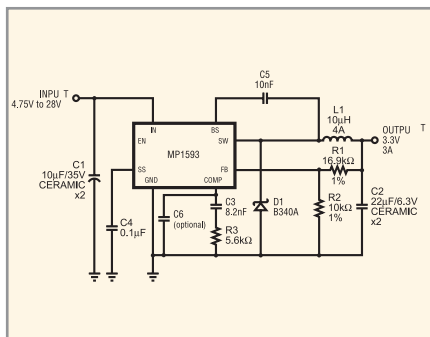 C5
10nF
INPU T
4.75V to 28V
L1
10µH
4A
OUTPU T
3.3V
3A
IN
BS
EN
SW
MP1593
SS
FB
GND
COMP
R1
16.9kΩ
1%
C1
10µF/35V
CERAMIC
x2
C4
0.1µF
C6
(optional)
C3
8.2nF
R3
5.6kΩ
D1
B340A
R2
10kΩ
1%
C2
22µF/6.3V
CERAMIC
x2